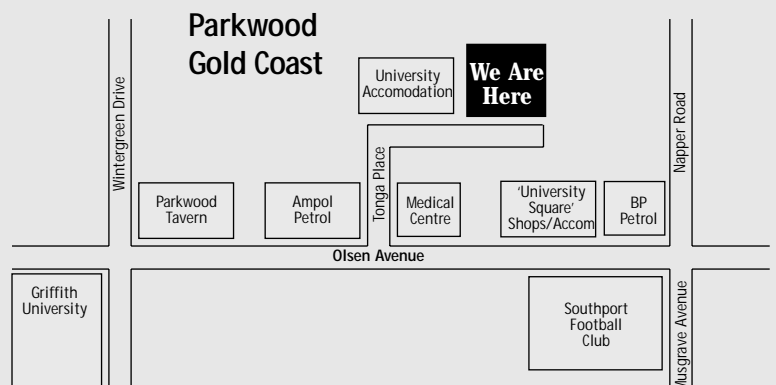 Parkwood
Gold Coast
University
Accomodation
We Are
Here
Wintergreen Drive
Napper Road
Tonga Place
Parkwood
Tavern
Ampol
Petrol
Medical
Centre
'University
Square'
Shops/Accom
BP
Petrol
Olsen Avenue
Griffith
University
Southport
Football
Club
Musgrave Avenue